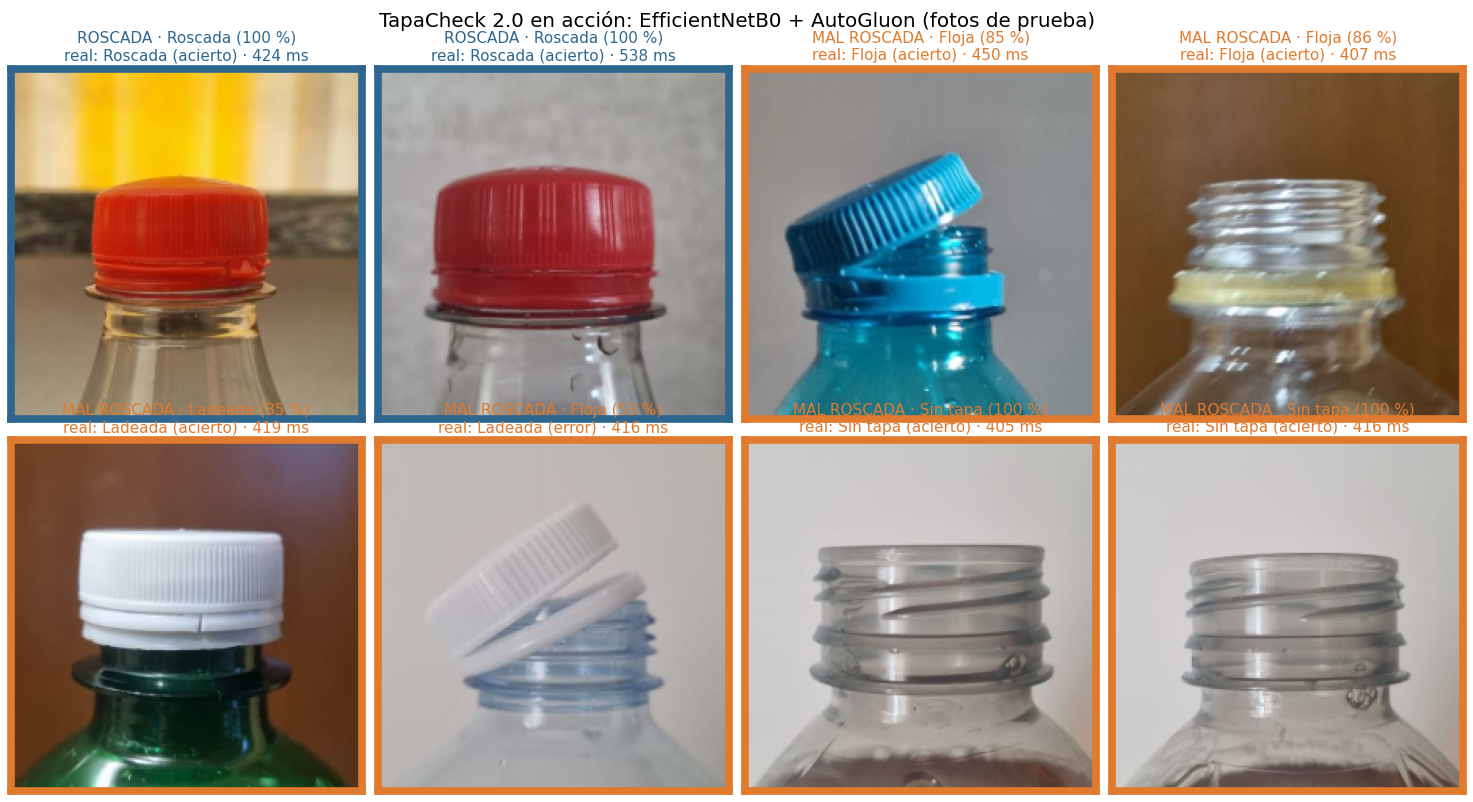 TapaCheck 2.0 en acción: EfficientNetB0 + AutoGluon (fotos de prueba)
ROSCADA · Roscada (100 %)
real: Roscada (acierto) · 424 ms
ROSCADA · Roscada (100 %)
real: Roscada (acierto) · 538 ms
MAL ROSCADA · Floja (85 %)
real: Floja (acierto) · 450 ms
MAL ROSCADA · Floja (86 %)
real: Floja (acierto) · 407 ms
MAL ROSCADA · Ladeada (85 %)
real: Ladeada (acierto) · 419 ms
MAL ROSCADA · Floja (53 %)
real: Ladeada (error) · 416 ms
MAL ROSCADA · Sin tapa (100 %)
real: Sin tapa (acierto) · 405 ms
MAL ROSCADA · Sin tapa (100 %)
real: Sin tapa (acierto) · 416 ms